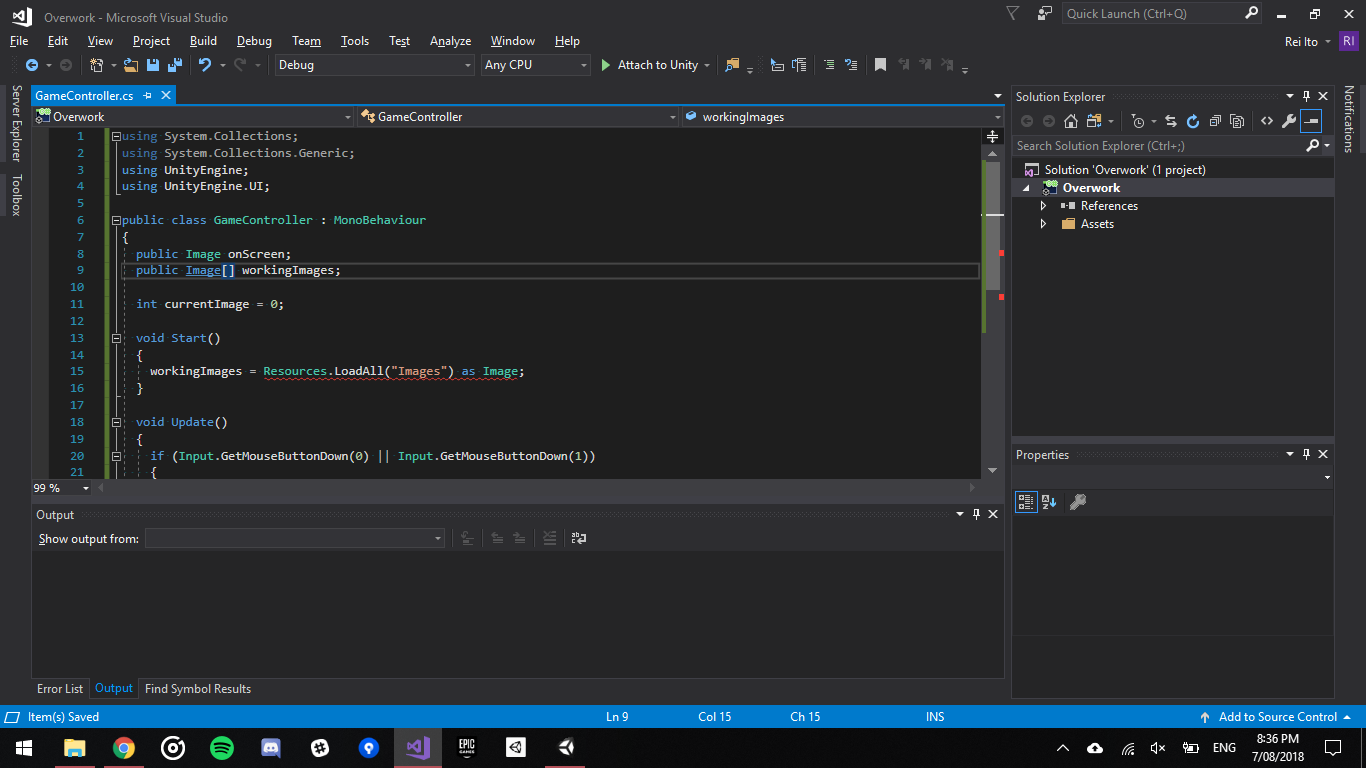 Overwork - Microsoft Visual Studio
Quick Launch (Ctrl+Q)
File Edit View Project Build Debug Team Tools Test Analyze Window Help
Rei Ito RI
Debug Any CPU Attach to Unity
Server Explorer
Toolbox
GameController.cs
Overwork GameController workingImages
1 using System.Collections;
2 using System.Collections.Generic;
3 using UnityEngine;
4 using UnityEngine.UI;
5
6 public class GameController : MonoBehaviour
7 {
8 public Image onScreen;
9 public Image[] workingImages;
10
11 int currentImage = 0;
12
13 void Start()
14 {
15 workingImages = Resources.LoadAll("Images") as Image;
16 }
17
18 void Update()
19 {
20 if (Input.GetMouseButtonDown(0) || Input.GetMouseButtonDown(1))
21 {
99 %
Output
Show output from:
Error List Output Find Symbol Results
Solution Explorer
Search Solution Explorer (Ctrl+;)
Solution 'Overwork' (1 project)
Overwork
References
Assets
Properties
Notifications
Item(s) Saved Ln 9 Col 15 Ch 15 INS Add to Source Control
EPIC GAMES
ENG
8:36 PM
7/08/2018